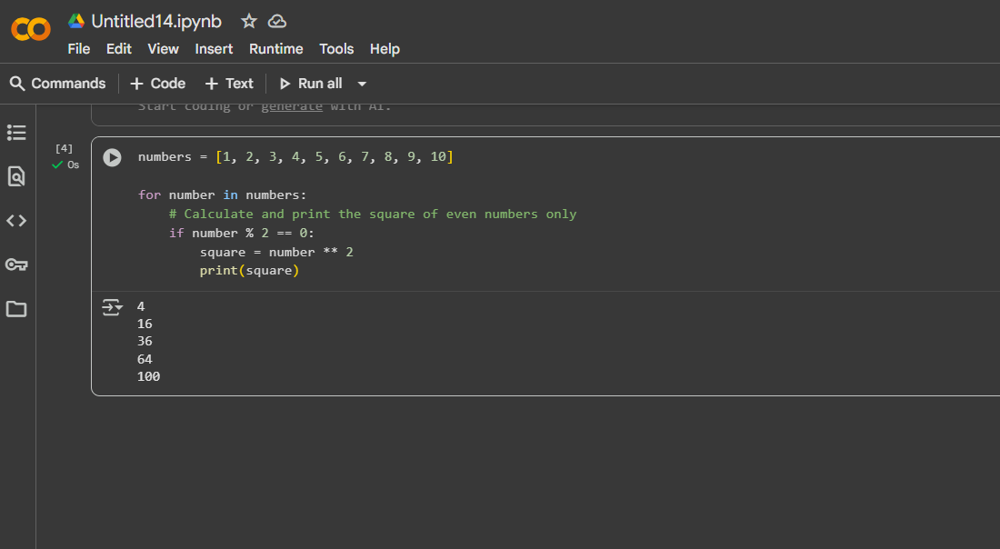 Untitled14.ipynb
File Edit View Insert Runtime Tools Help
Commands + Code + Text Run all
Start coding or generate with AI.
[4]
0s
numbers = [1, 2, 3, 4, 5, 6, 7, 8, 9, 10]
for number in numbers:
# Calculate and print the square of even numbers only
if number % 2 == 0:
square = number ** 2
print(square)
4
16
36
64
100